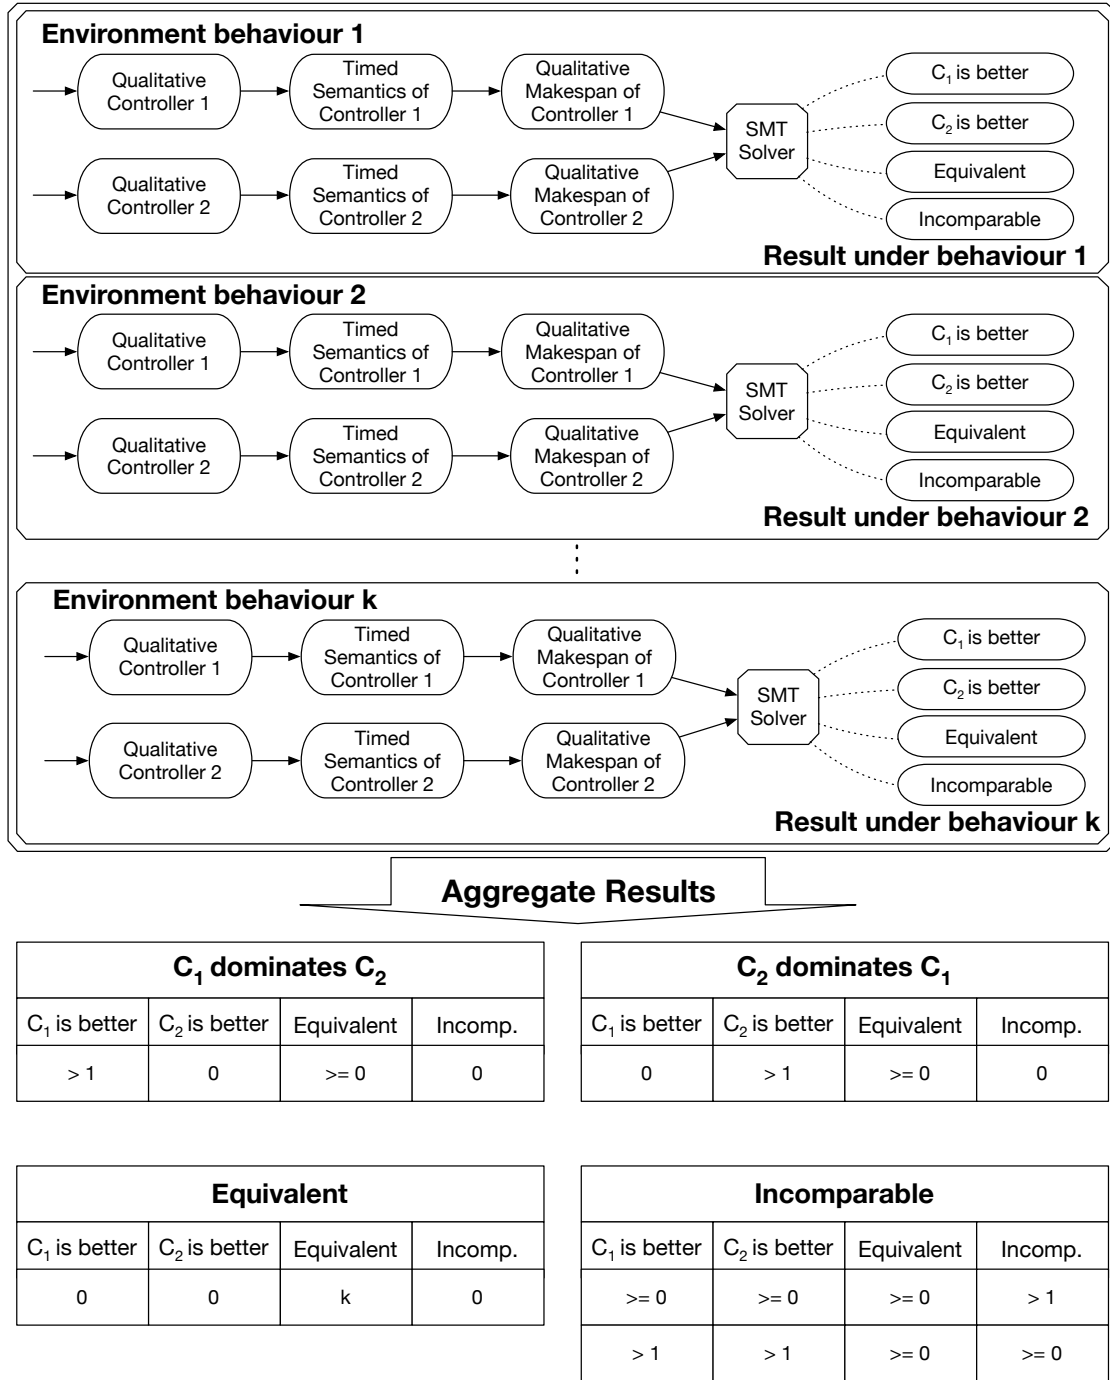 Environment behaviour 1
Qualitative
Controller 1
Timed
Semantics of
Controller 1
Qualitative
Makespan of
Controller 1
Qualitative
Controller 2
Timed
Semantics of
Controller 2
Qualitative
Makespan of
Controller 2
SMT
Solver
C₁ is better
C₂ is better
Equivalent
Incomparable
Result under behaviour 1
Environment behaviour 2
Qualitative
Controller 1
Timed
Semantics of
Controller 1
Qualitative
Makespan of
Controller 1
Qualitative
Controller 2
Timed
Semantics of
Controller 2
Qualitative
Makespan of
Controller 2
SMT
Solver
C₁ is better
C₂ is better
Equivalent
Incomparable
Result under behaviour 2
Environment behaviour k
Qualitative
Controller 1
Timed
Semantics of
Controller 1
Qualitative
Makespan of
Controller 1
Qualitative
Controller 2
Timed
Semantics of
Controller 2
Qualitative
Makespan of
Controller 2
SMT
Solver
C₁ is better
C₂ is better
Equivalent
Incomparable
Result under behaviour k
Aggregate Results
C₁ dominates C₂
C₁ is better C₂ is better Equivalent Incomp.
> 1 0 >= 0 0
C₂ dominates C₁
C₁ is better C₂ is better Equivalent Incomp.
0 > 1 >= 0 0
Equivalent
C₁ is better C₂ is better Equivalent Incomp.
0 0 k 0
Incomparable
C₁ is better C₂ is better Equivalent Incomp.
>= 0 >= 0 >= 0 > 1
> 1 > 1 >= 0 >= 0